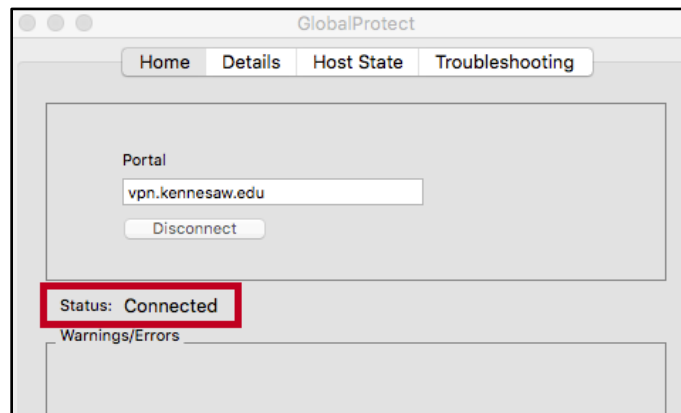 GlobalProtect
Home Details Host State Troubleshooting
Portal
vpn.kennesaw.edu
Disconnect
Status: Connected
Warnings/Errors